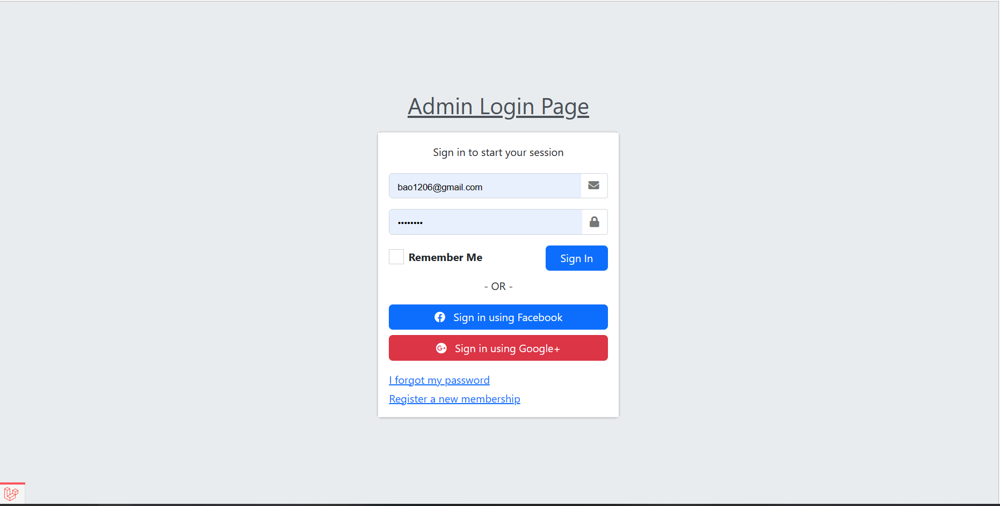 Admin Login Page
Sign in to start your session
bao1206@gmail.com
••••••••
Remember Me
Sign In
- OR -
Sign in using Facebook
Sign in using Google+
I forgot my password
Register a new membership